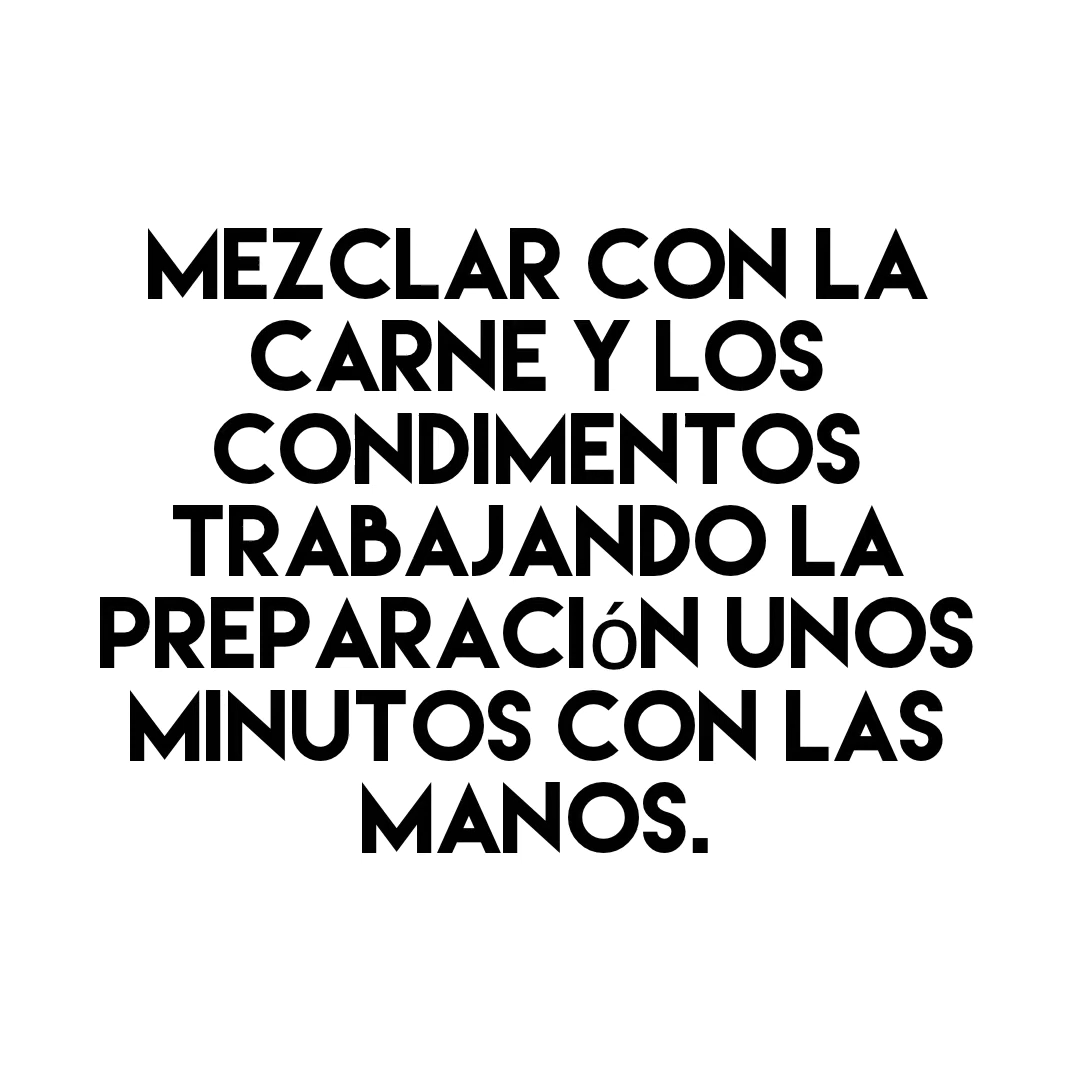 MEZCLAR CON LA
CARNE Y LOS
CONDIMENTOS
TRABAJANDO LA
PREPARACIóN UNOS
MINUTOS CON LAS
MANOS.